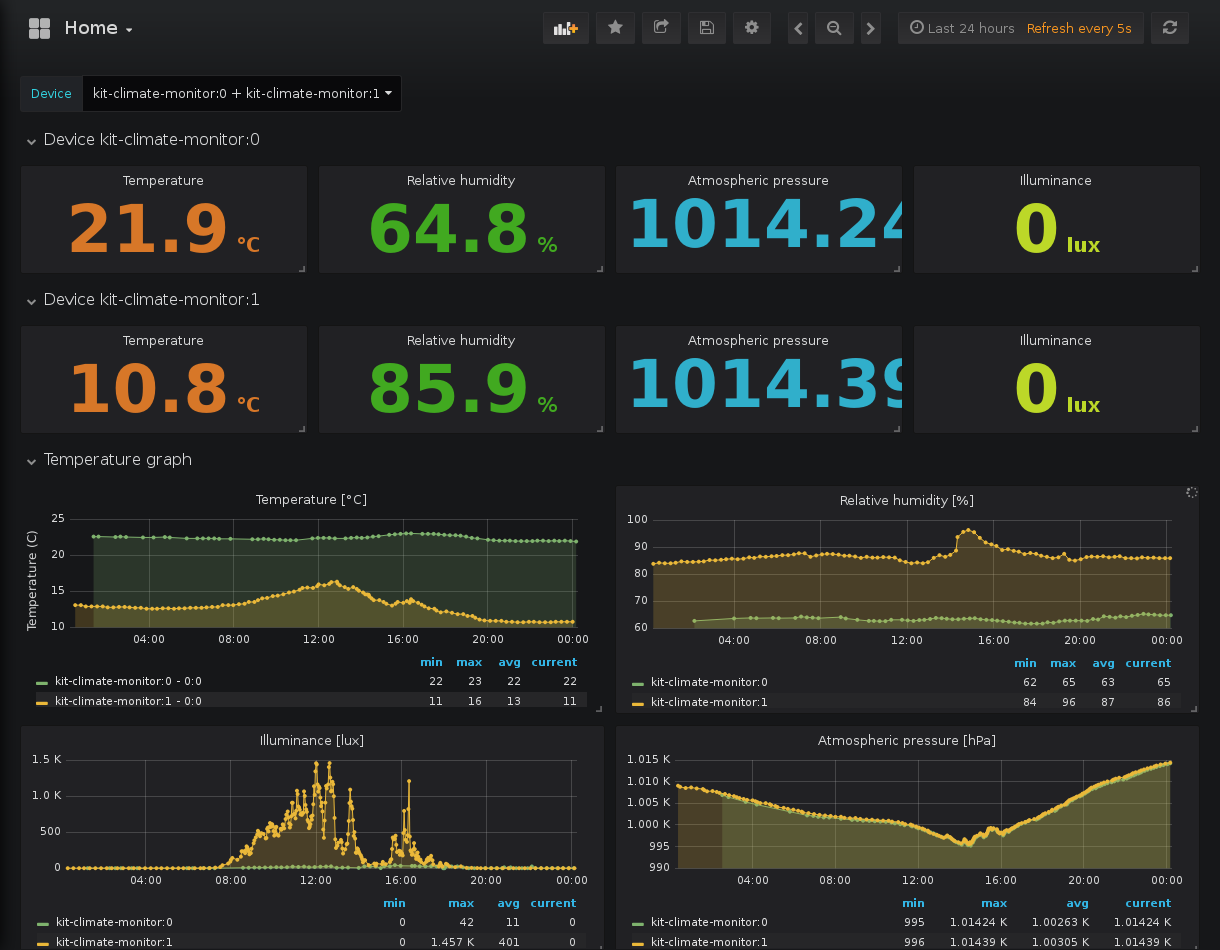 Home
Last 24 hours Refresh every 5s
Device kit-climate-monitor:0 + kit-climate-monitor:1
Device kit-climate-monitor:0
Temperature Relative humidity Atmospheric pressure Illuminance
21.9 °C 64.8 % 1014.24 0 lux
Device kit-climate-monitor:1
Temperature Relative humidity Atmospheric pressure Illuminance
10.8 °C 85.9 % 1014.39 0 lux
Temperature graph
Temperature [°C]
Temperature (C)
25
20
15
10
04:00 08:00 12:00 16:00 20:00 00:00
min max avg current
kit-climate-monitor:0 - 0:0 22 23 22 22
kit-climate-monitor:1 - 0:0 11 16 13 11
Relative humidity [%]
100
90
80
70
60
04:00 08:00 12:00 16:00 20:00 00:00
min max avg current
kit-climate-monitor:0 62 65 63 65
kit-climate-monitor:1 84 96 87 86
Illuminance [lux]
1.5 K
1.0 K
500
0
04:00 08:00 12:00 16:00 20:00 00:00
min max avg current
kit-climate-monitor:0 0 42 11 0
kit-climate-monitor:1 0 1.457 K 401 0
Atmospheric pressure [hPa]
1.015 K
1.010 K
1.005 K
1.000 K
995
990
04:00 08:00 12:00 16:00 20:00 00:00
min max avg current
kit-climate-monitor:0 995 1.01424 K 1.00263 K 1.01424 K
kit-climate-monitor:1 996 1.01439 K 1.00305 K 1.01439 K